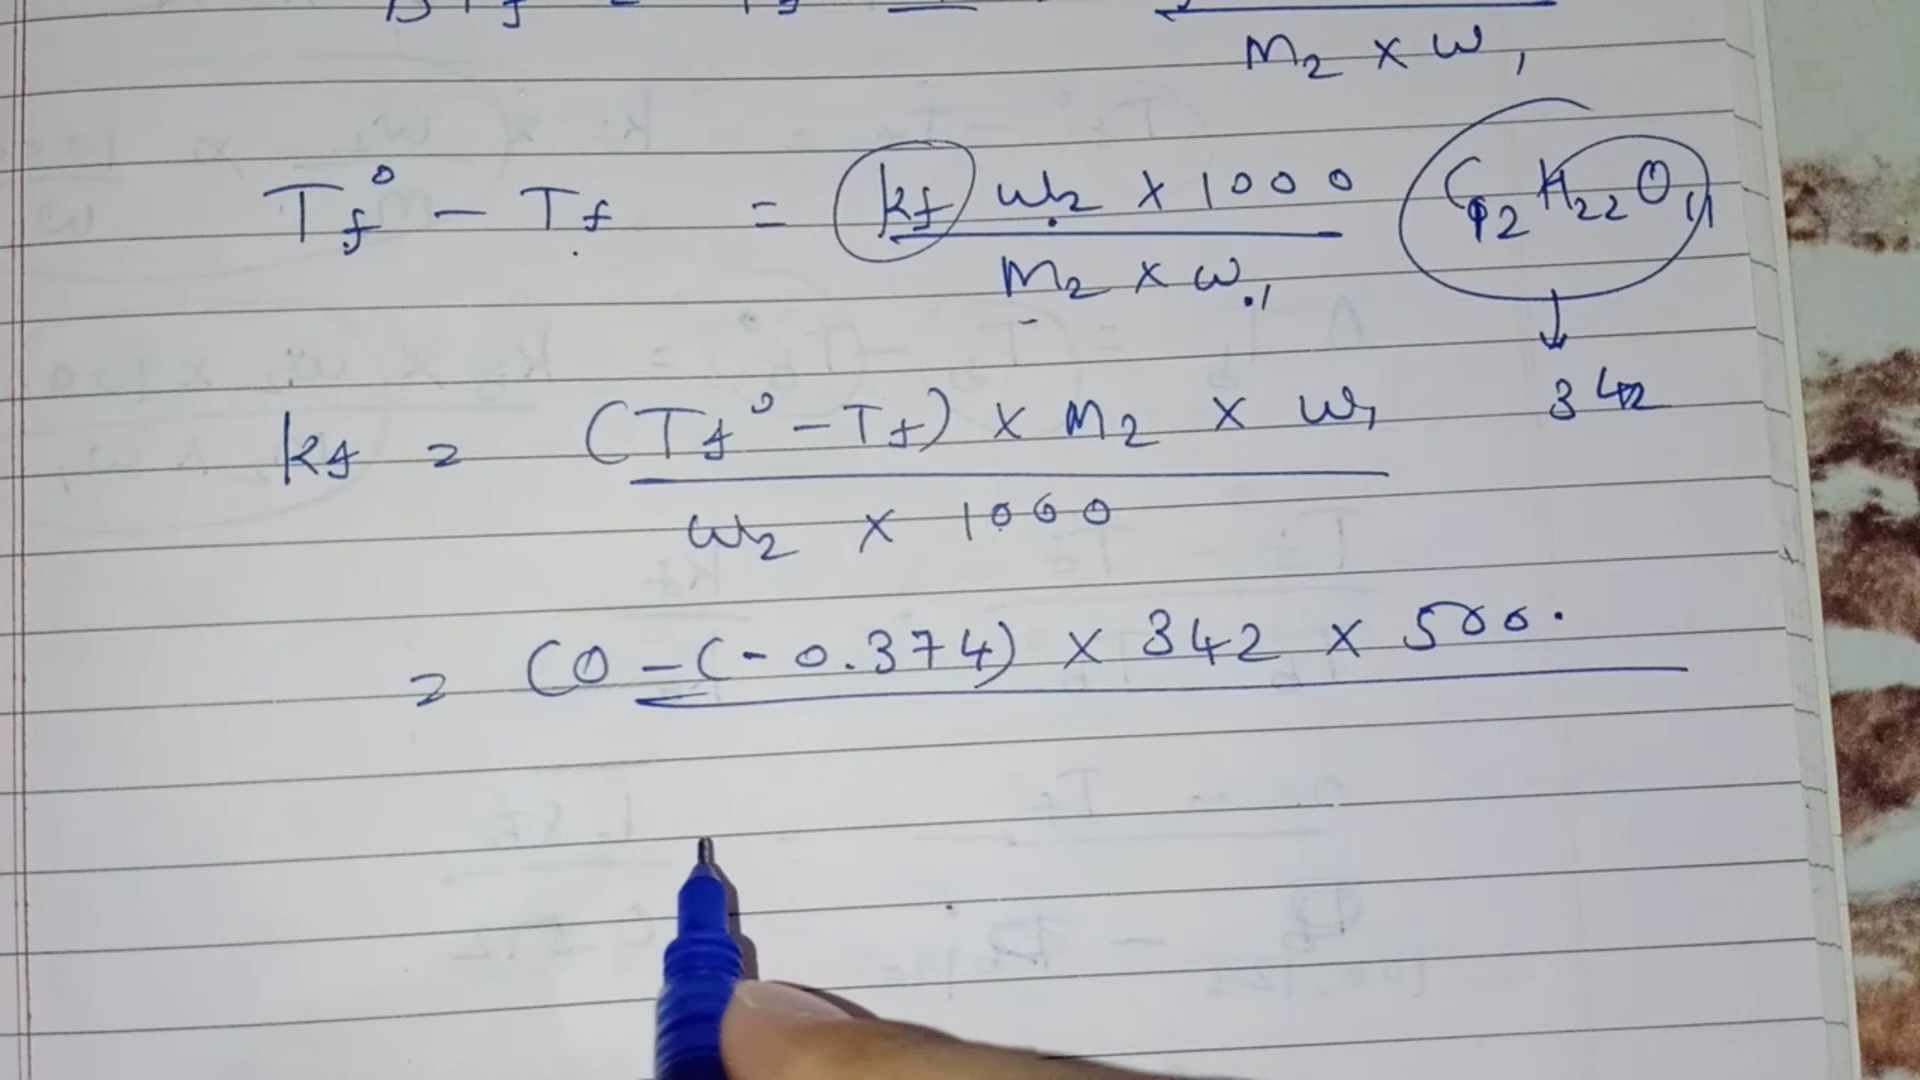 M₂ × W₁
Tf° - Tf = kf w₂ × 1000
M₂ × w₁
C₁₂H₂₂O₁₁
↓
342
kf = (Tf° - Tf) × M₂ × w₁
w₂ × 1000
= (0 - (-0.374) × 342 × 500.